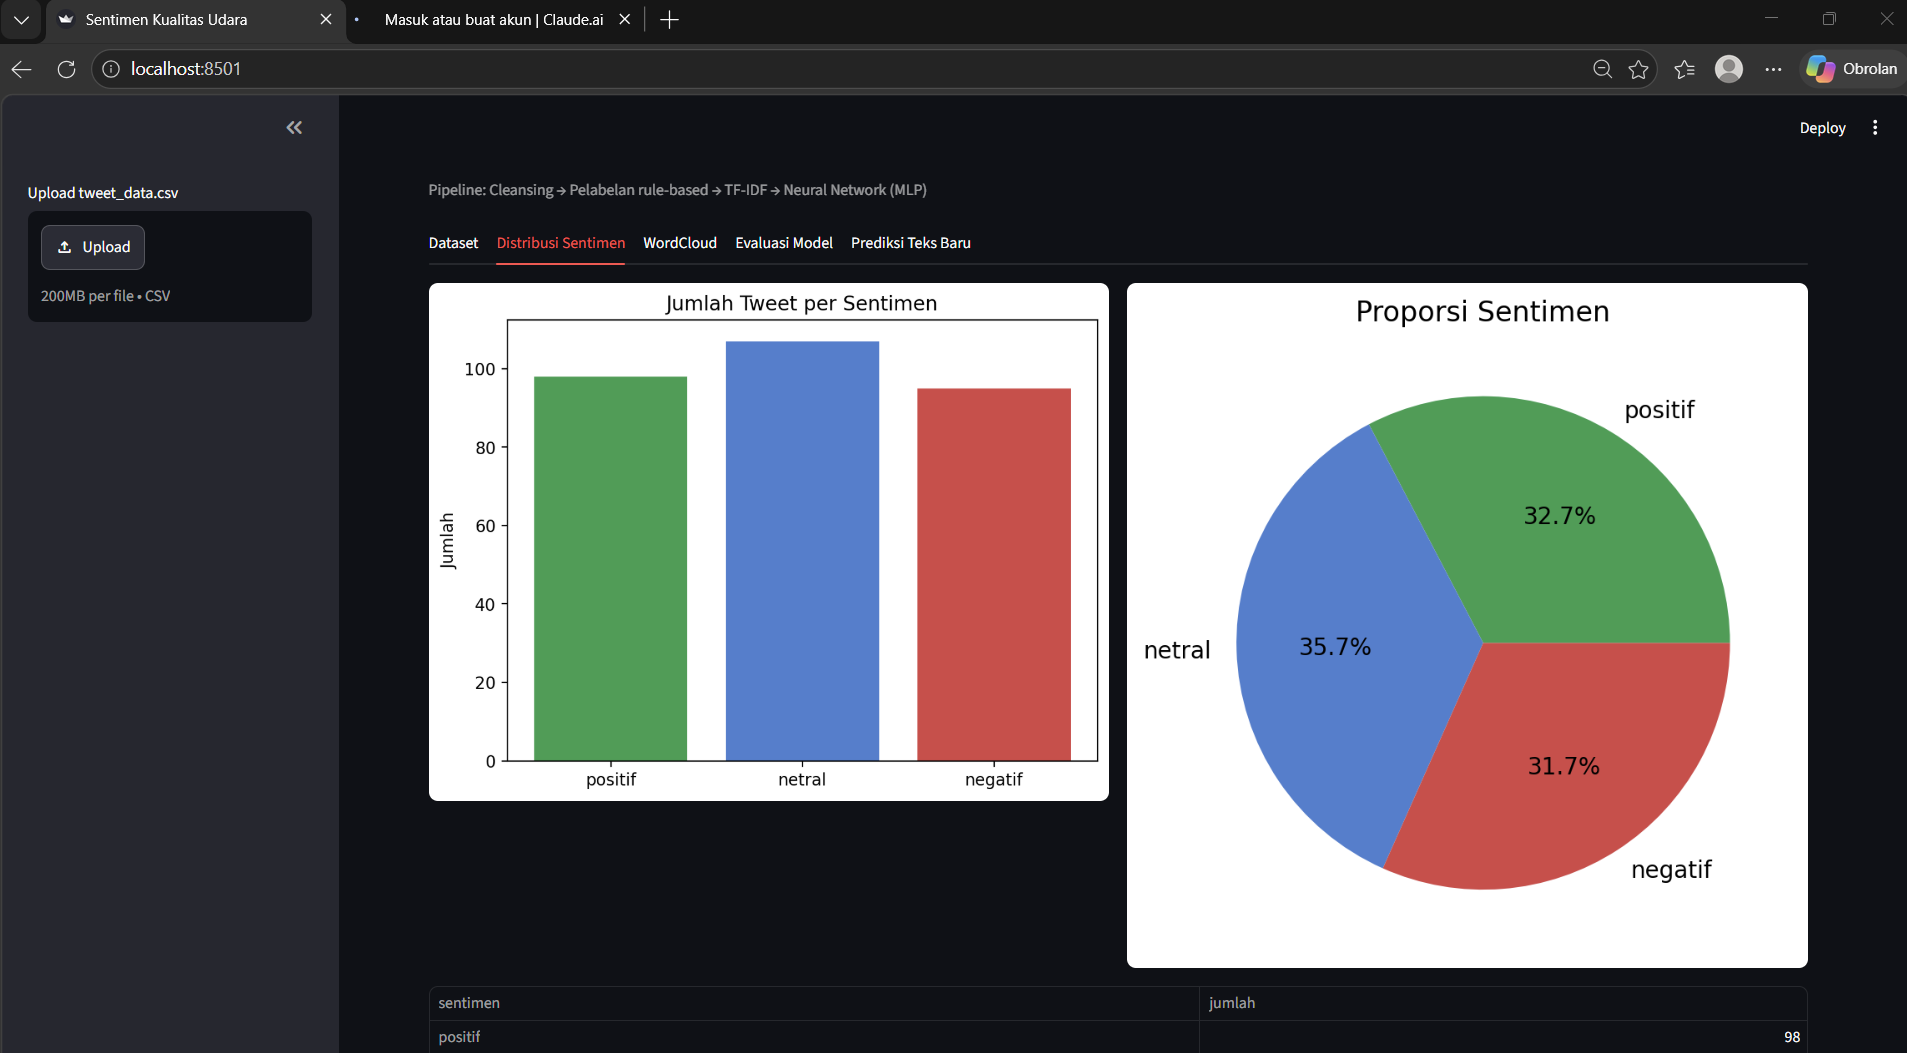 Sentimen Kualitas Udara
Masuk atau buat akun | Claude.ai
localhost:8501
Obrolan
Deploy
Upload tweet_data.csv
Upload
200MB per file • CSV
Pipeline: Cleansing → Pelabelan rule-based → TF-IDF → Neural Network (MLP)
Dataset Distribusi Sentimen WordCloud Evaluasi Model Prediksi Teks Baru
Jumlah Tweet per Sentimen
Jumlah
100
80
60
40
20
0
positif netral negatif
Proporsi Sentimen
positif
32.7%
netral
35.7%
31.7%
negatif
sentimen jumlah
positif 98